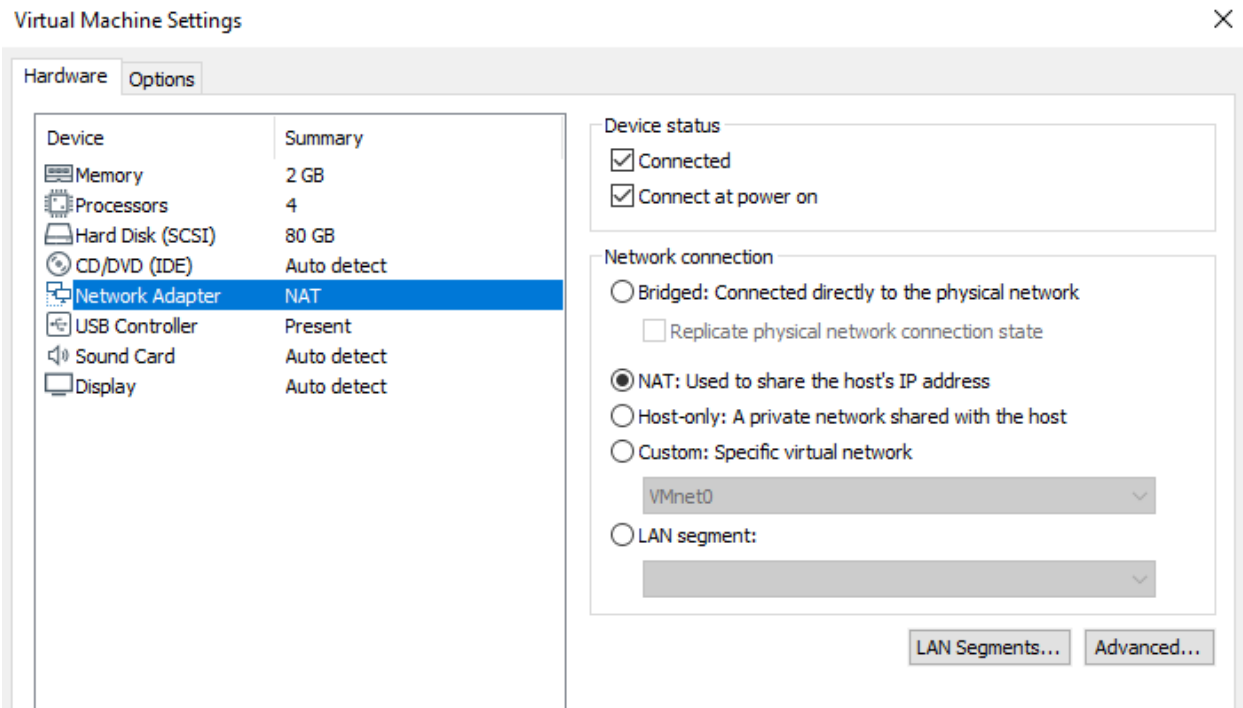 Virtual Machine Settings
Hardware Options
Device Summary
Memory 2 GB
Processors 4
Hard Disk (SCSI) 80 GB
CD/DVD (IDE) Auto detect
Network Adapter NAT
USB Controller Present
Sound Card Auto detect
Display Auto detect
Device status
Connected
Connect at power on
Network connection
Bridged: Connected directly to the physical network
Replicate physical network connection state
NAT: Used to share the host's IP address
Host-only: A private network shared with the host
Custom: Specific virtual network
VMnet0
LAN segment:
LAN Segments... Advanced...